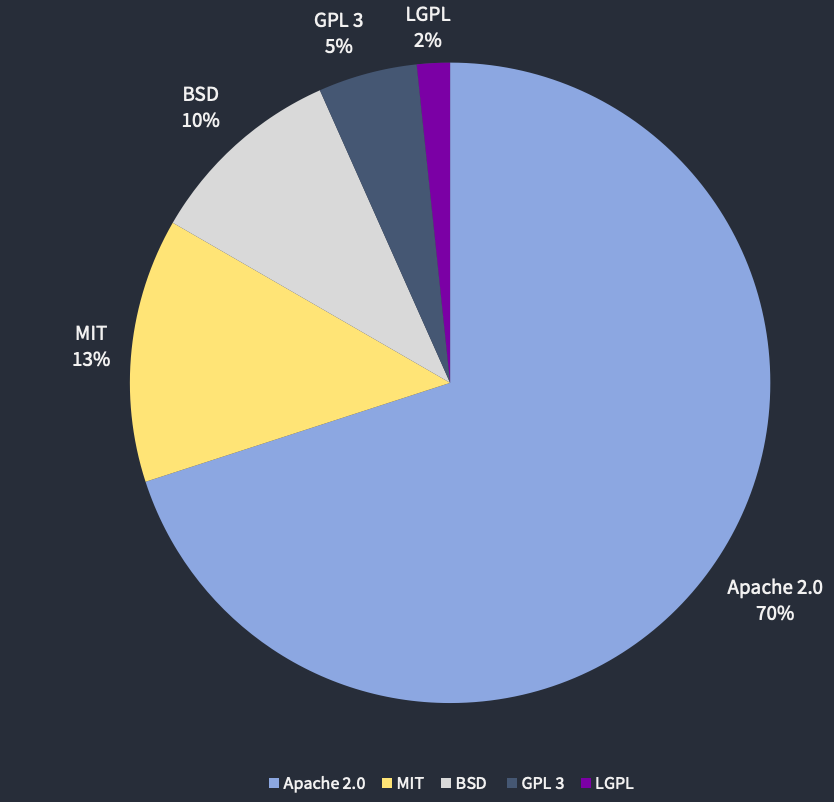 LGPL
2%
GPL 3
5%
BSD
10%
MIT
13%
Apache 2.0
70%
Apache 2.0 MIT BSD GPL 3 LGPL